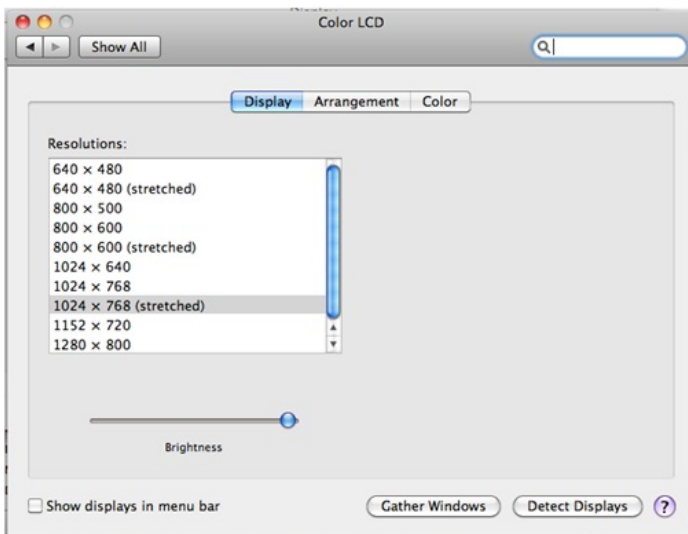 Color LCD
Show All
Display Arrangement Color
Resolutions:
640 × 480
640 × 480 (stretched)
800 × 500
800 × 600
800 × 600 (stretched)
1024 × 640
1024 × 768
1024 × 768 (stretched)
1152 × 720
1280 × 800
Brightness
Show displays in menu bar Gather Windows Detect Displays ?